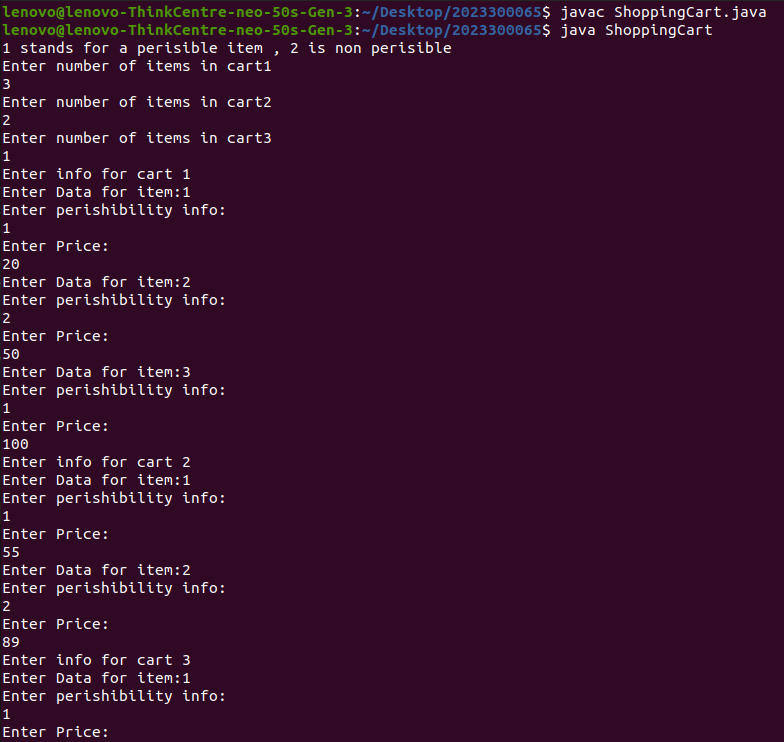 lenovo@lenovo-ThinkCentre-neo-50s-Gen-3:~/Desktop/2023300065$ javac ShoppingCart.java
lenovo@lenovo-ThinkCentre-neo-50s-Gen-3:~/Desktop/2023300065$ java ShoppingCart
1 stands for a perisible item , 2 is non perisible
Enter number of items in cart1
3
Enter number of items in cart2
2
Enter number of items in cart3
1
Enter info for cart 1
Enter Data for item:1
Enter perishibility info:
1
Enter Price:
20
Enter Data for item:2
Enter perishibility info:
2
Enter Price:
50
Enter Data for item:3
Enter perishibility info:
1
Enter Price:
100
Enter info for cart 2
Enter Data for item:1
Enter perishibility info:
1
Enter Price:
55
Enter Data for item:2
Enter perishibility info:
2
Enter Price:
89
Enter info for cart 3
Enter Data for item:1
Enter perishibility info:
1
Enter Price: